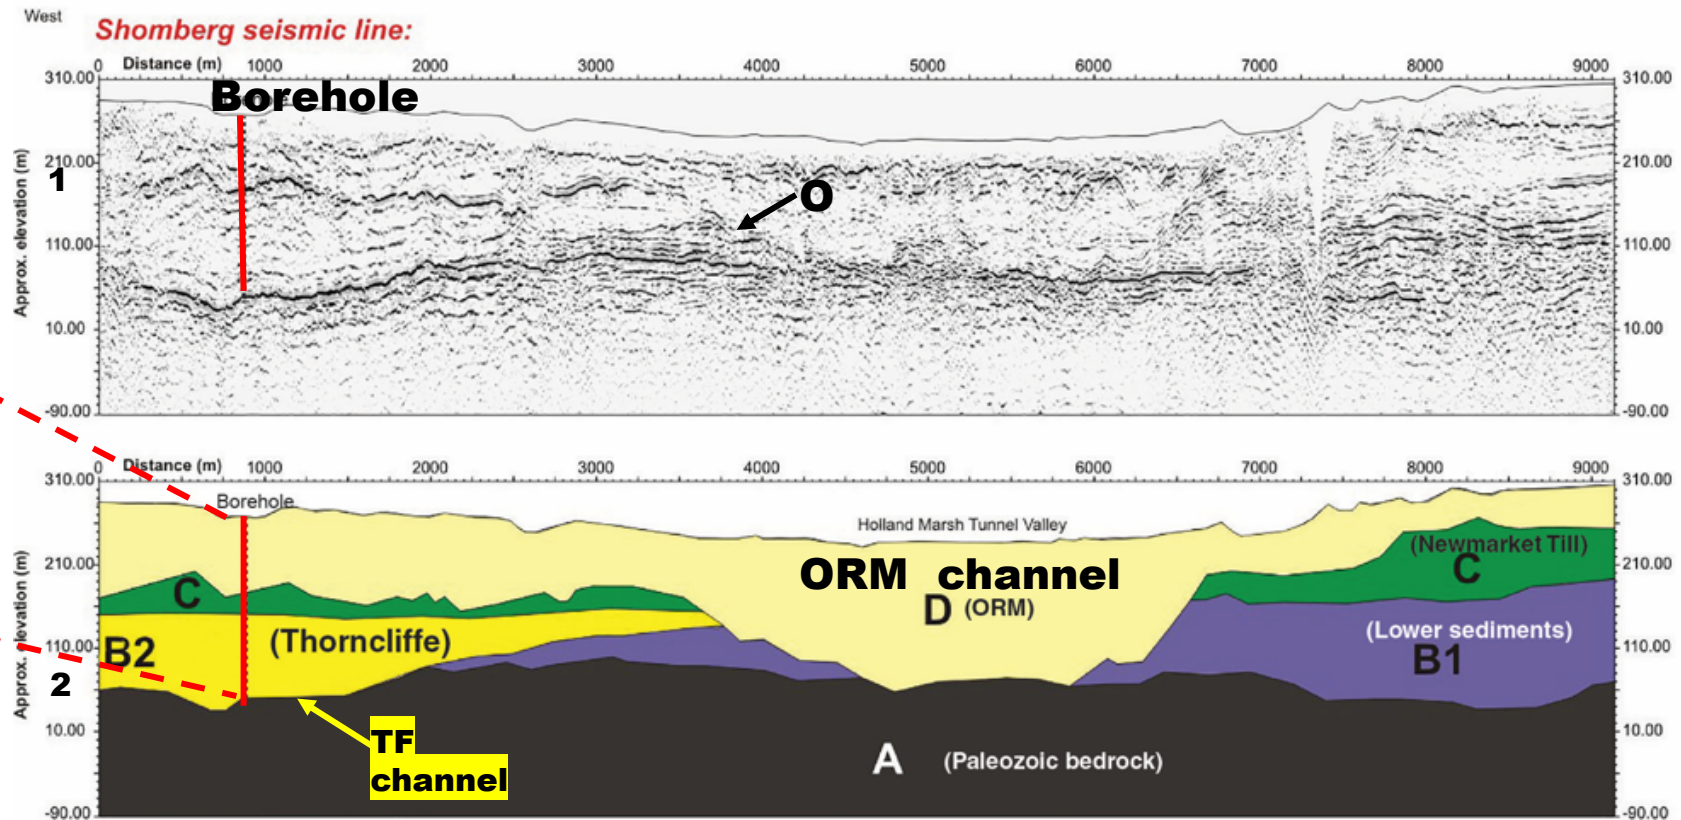 West
Shomberg seismic line:
0 Distance (m) 1000 2000 3000 4000 5000 6000 7000 8000 9000
310.00 310.00
Borehole
210.00 210.00
1
O
110.00 110.00
Approx. elevation (m)
10.00 10.00
-90.00 -90.00
0 Distance (m) 1000 2000 3000 4000 5000 6000 7000 8000 9000
310.00 310.00
Borehole
Holland Marsh Tunnel Valley
(Newmarket Till)
210.00 210.00
ORM channel
C
C
D (ORM)
(Lower sediments)
(Thorncliffe)
110.00 110.00
B2
B1
2
Approx. elevation (m)
10.00 10.00
TF
channel
A (Paleozoic bedrock)
-90.00 -90.00